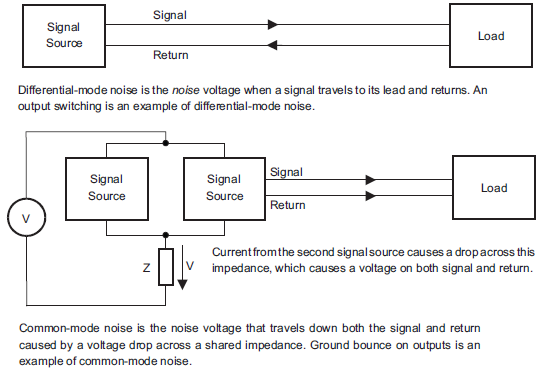 Signal
Source
Signal
Return
Load
Differential-mode noise is the noise voltage when a signal travels to its lead and returns. An
output switching is an example of differential-mode noise.
Signal
Source
Signal
Source
Signal
Return
Load
V
Z
V
Current from the second signal source causes a drop across this
impedance, which causes a voltage on both signal and return.
Common-mode noise is the noise voltage that travels down both the signal and return
caused by a voltage drop across a shared impedance. Ground bounce on outputs is an
example of common-mode noise.